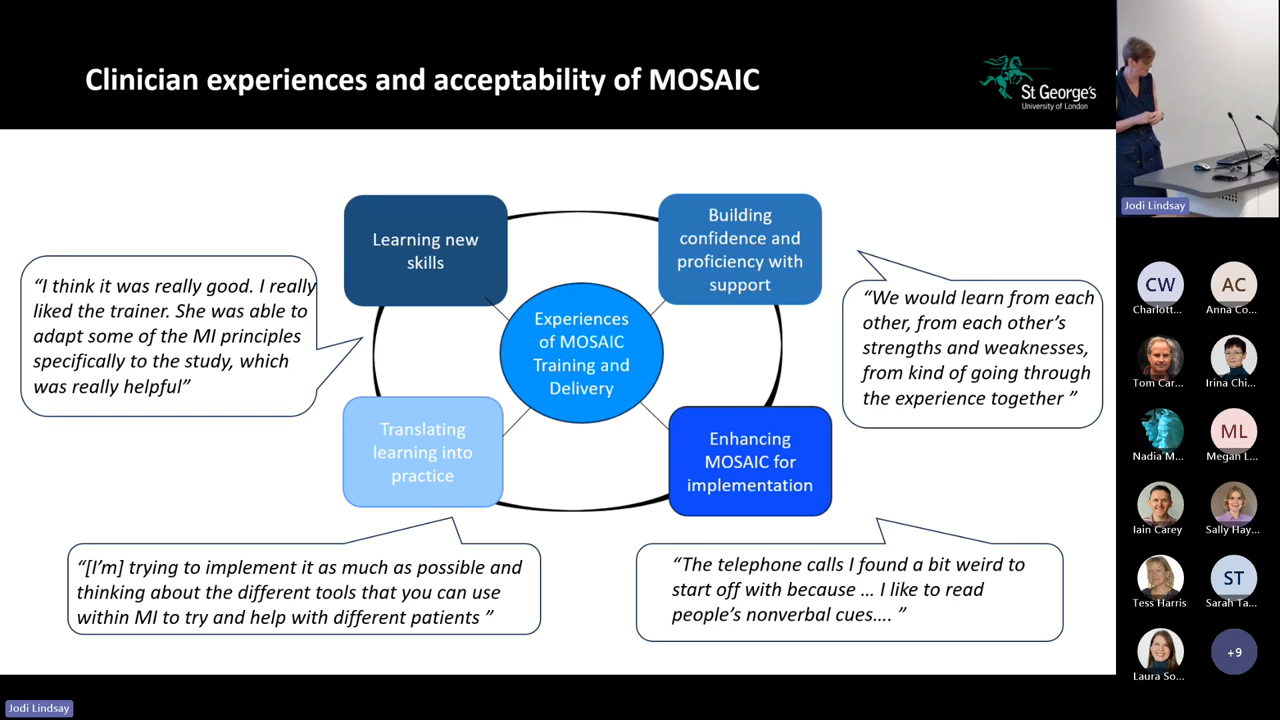 Clinician experiences and acceptability of MOSAIC
St George's
University of London
Learning new
skills
Building
confidence and
proficiency with
support
Experiences
of MOSAIC
Training and
Delivery
Translating
learning into
practice
Enhancing
MOSAIC for
implementation
“I think it was really good. I really
liked the trainer. She was able to
adapt some of the MI principles
specifically to the study, which
was really helpful”
“We would learn from each
other, from each other’s
strengths and weaknesses,
from kind of going through
the experience together ”
“[I’m] trying to implement it as much as possible and
thinking about the different tools that you can use
within MI to try and help with different patients ”
“The telephone calls I found a bit weird to
start off with because … I like to read
people’s nonverbal cues…. ”
Jodi Lindsay
CW
AC
Charlott...
Anna Co...
Tom Car...
Irina Chi...
ML
Nadia M...
Megan L...
Iain Carey
Sally Hay...
ST
Tess Harris
Sarah Ta...
+9
Laura So...
Jodi Lindsay